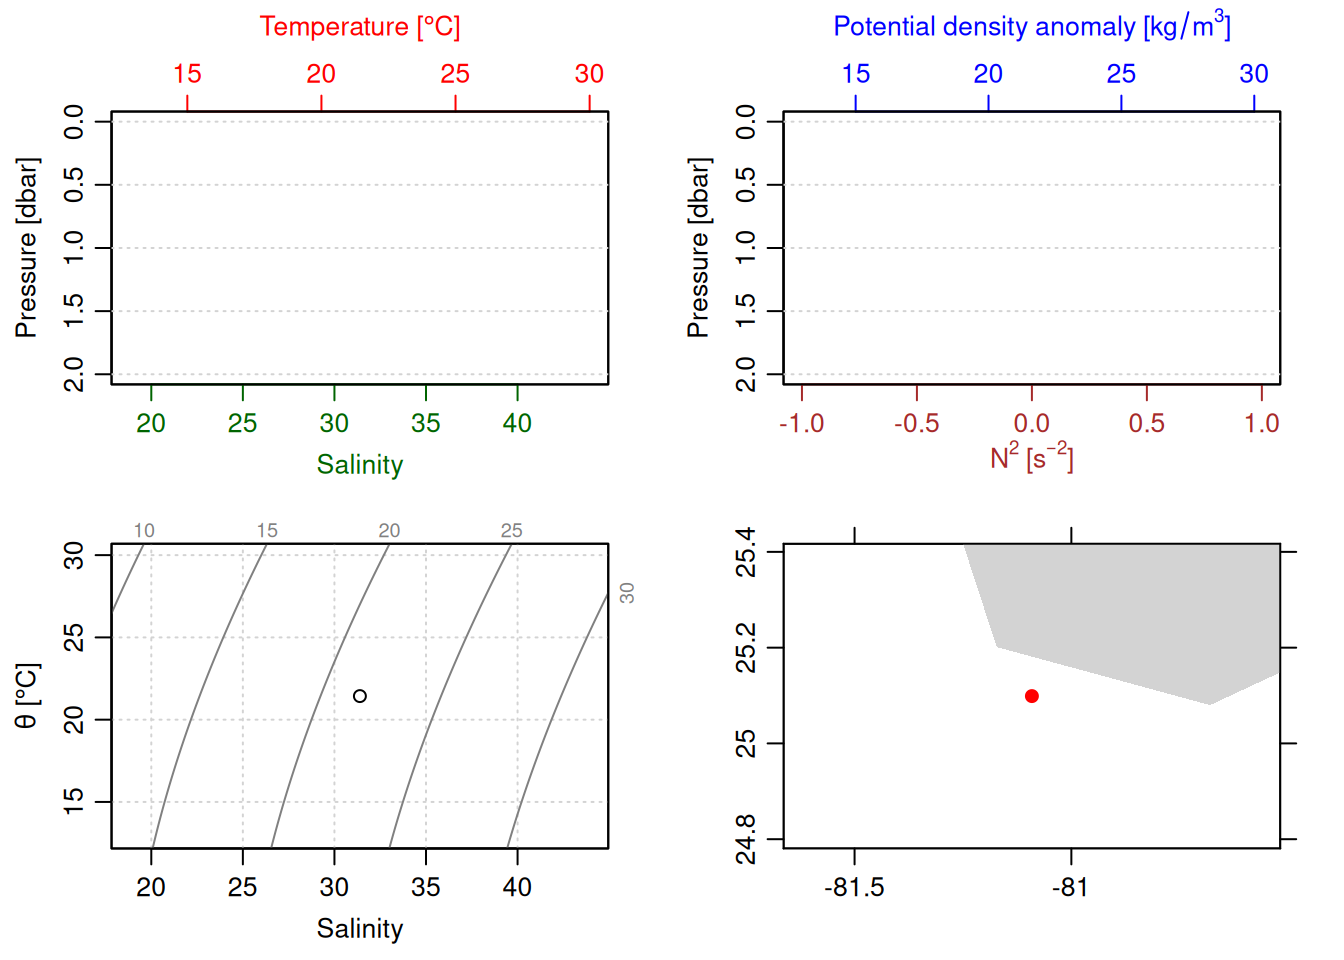 Temperature [°C]
15 20 25 30
0.0
0.5
1.0
1.5
2.0
Pressure [dbar]
20 25 30 35 40
Salinity
Potential density anomaly [kg/m³]
15 20 25 30
0.0
0.5
1.0
1.5
2.0
Pressure [dbar]
-1.0 -0.5 0.0 0.5 1.0
N² [s⁻²]
10 15 20 25
30
30
25
20
15
θ [°C]
20 25 30 35 40
Salinity
25.4
25.2
25
24.8
-81.5 -81